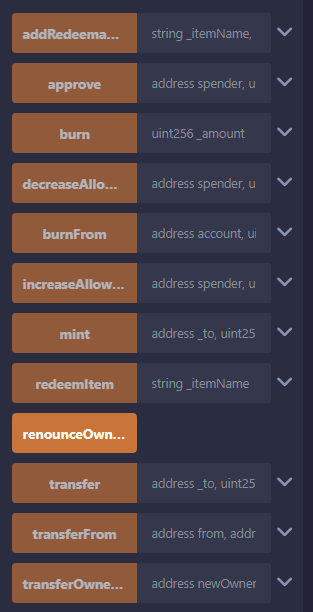 addRedeema... string _itemName,
approve address spender, u
burn uint256 _amount
decreaseAllo... address spender, u
burnFrom address account, ui
increaseAllow... address spender, u
mint address _to, uint25
redeemItem string _itemName
renounceOwn...
transfer address _to, uint25
transferFrom address from, addr
transferOwne... address newOwner